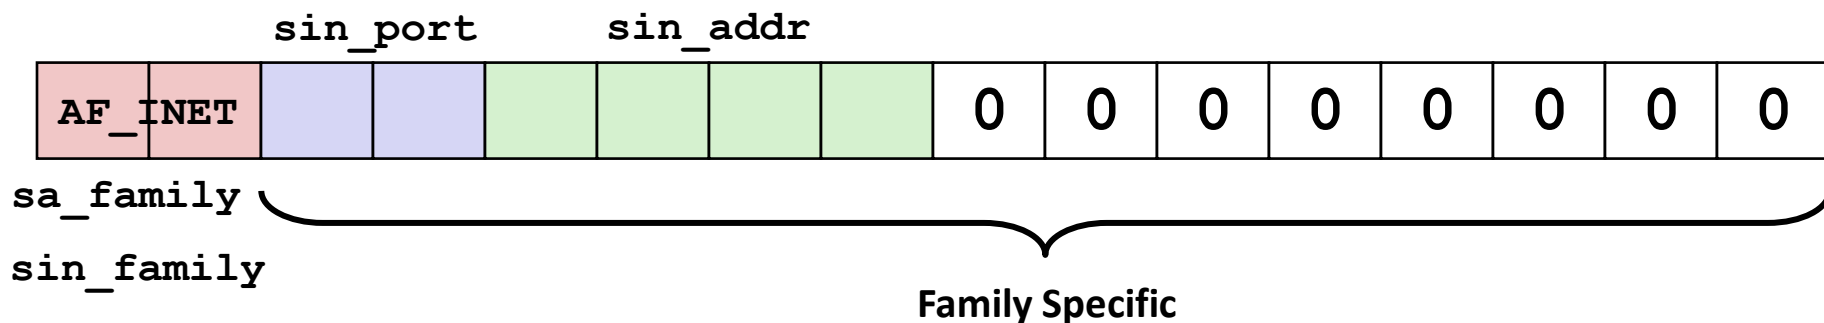 sin_port sin_addr
AF_INET 0 0 0 0 0 0 0 0
sa_family
sin_family
Family Specific